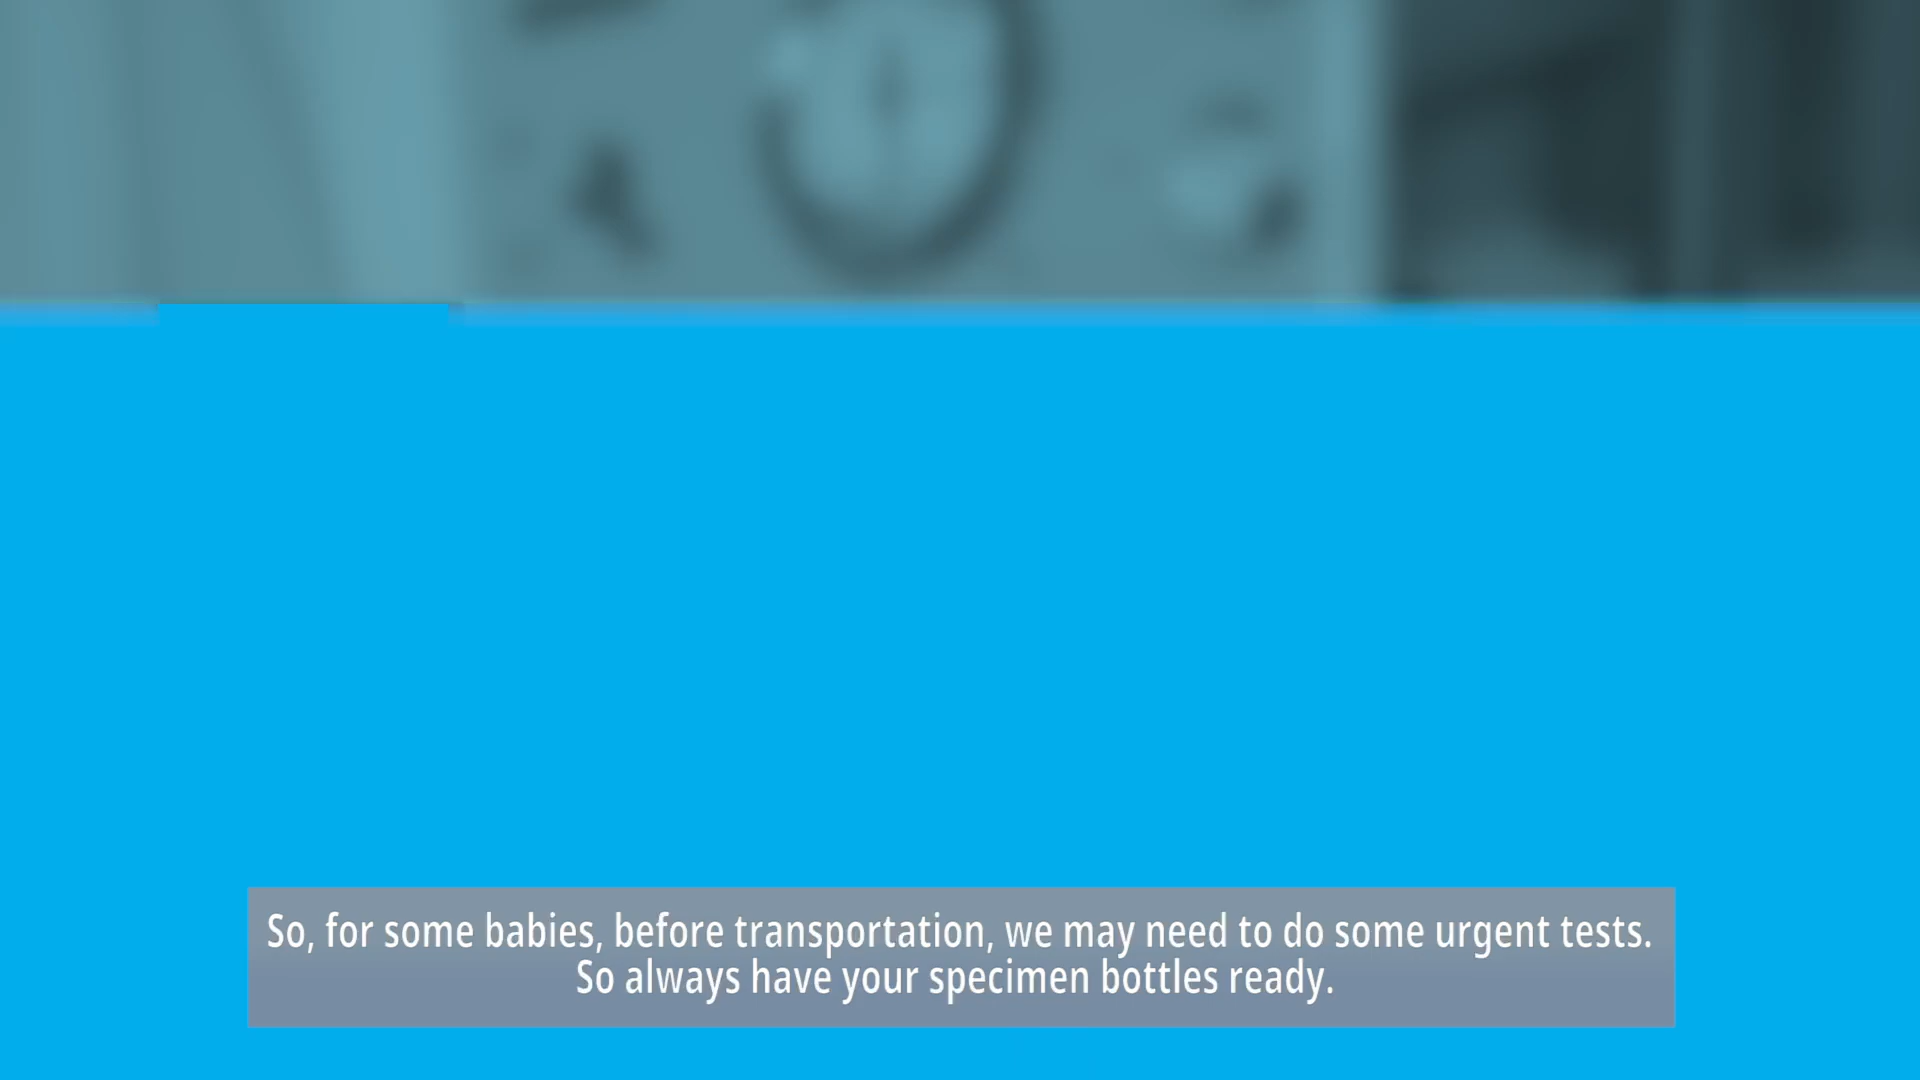 So, for some babies, before transportation, we may need to do some urgent tests.
So always have your specimen bottles ready.